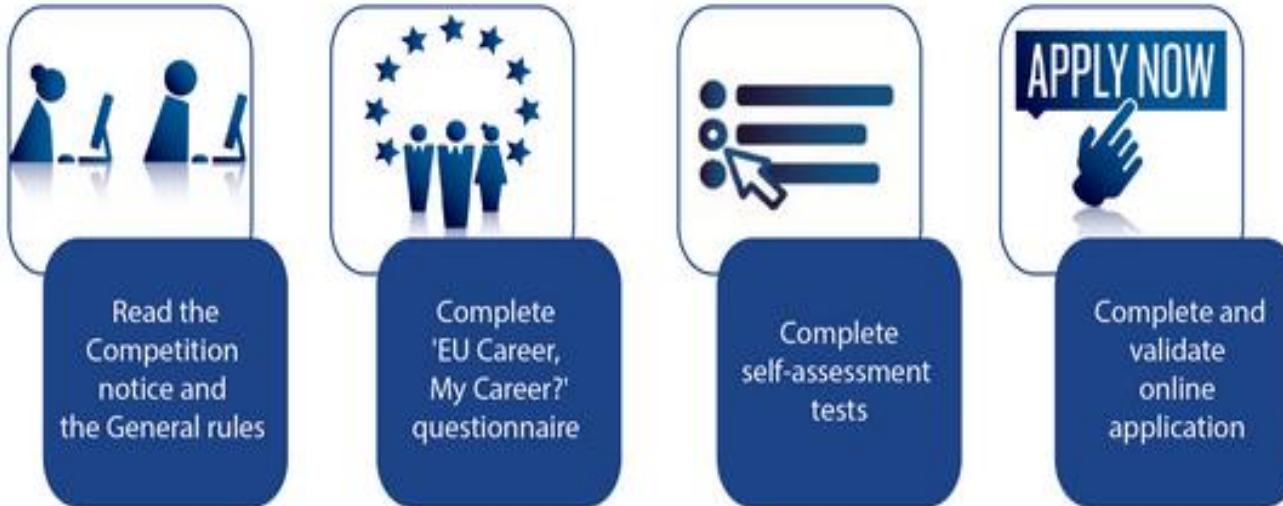 APPLY NOW
Read the
Competition
notice and
the General rules
Complete
'EU Career,
My Career?'
questionnaire
Complete
self-assessment
tests
Complete and
validate
online
application